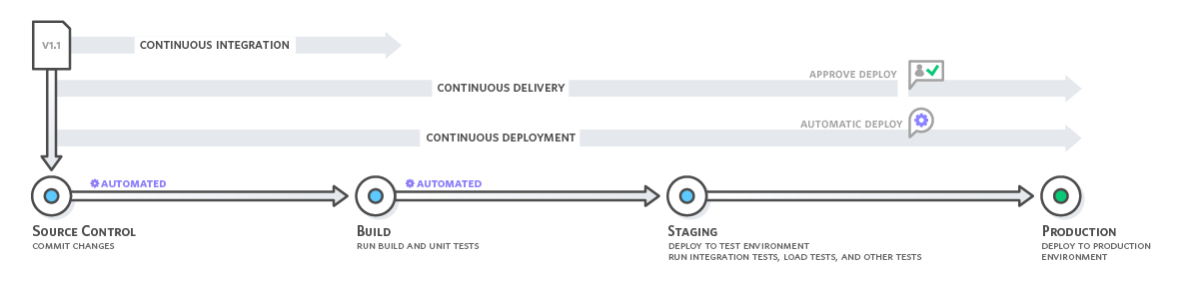 V1.1
CONTINUOUS INTEGRATION
APPROVE DEPLOY
CONTINUOUS DELIVERY
AUTOMATIC DEPLOY
CONTINUOUS DEPLOYMENT
AUTOMATED
AUTOMATED
SOURCE CONTROL
COMMIT CHANGES
BUILD
RUN BUILD AND UNIT TESTS
STAGING
DEPLOY TO TEST ENVIRONMENT
RUN INTEGRATION TESTS, LOAD TESTS, AND OTHER TESTS
PRODUCTION
DEPLOY TO PRODUCTION
ENVIRONMENT